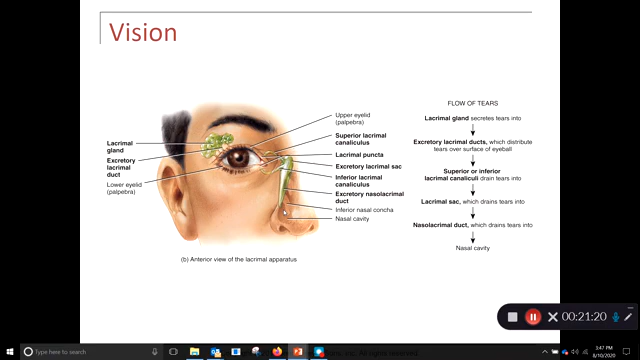 Vision
Lacrimal
gland
Excretory
lacrimal
duct
Lower eyelid
(palpebra)
Upper eyelid
(palpebra)
Superior lacrimal
canaliculus
Lacrimal puncta
Excretory lacrimal sac
Inferior lacrimal
canaliculus
Excretory nasolacrimal
duct
Inferior nasal concha
Nasal cavity
(b) Anterior view of the lacrimal apparatus
FLOW OF TEARS
Lacrimal gland secretes tears into
Excretory lacrimal ducts, which distribute
tears over surface of eyeball
Superior or inferior
lacrimal canaliculi drain tears into
Lacrimal sac, which drains tears into
Nasolacrimal duct, which drains tears into
Nasal cavity
00:21:20
Type here to search
All rights reserved.
3:47 PM
8/10/2020